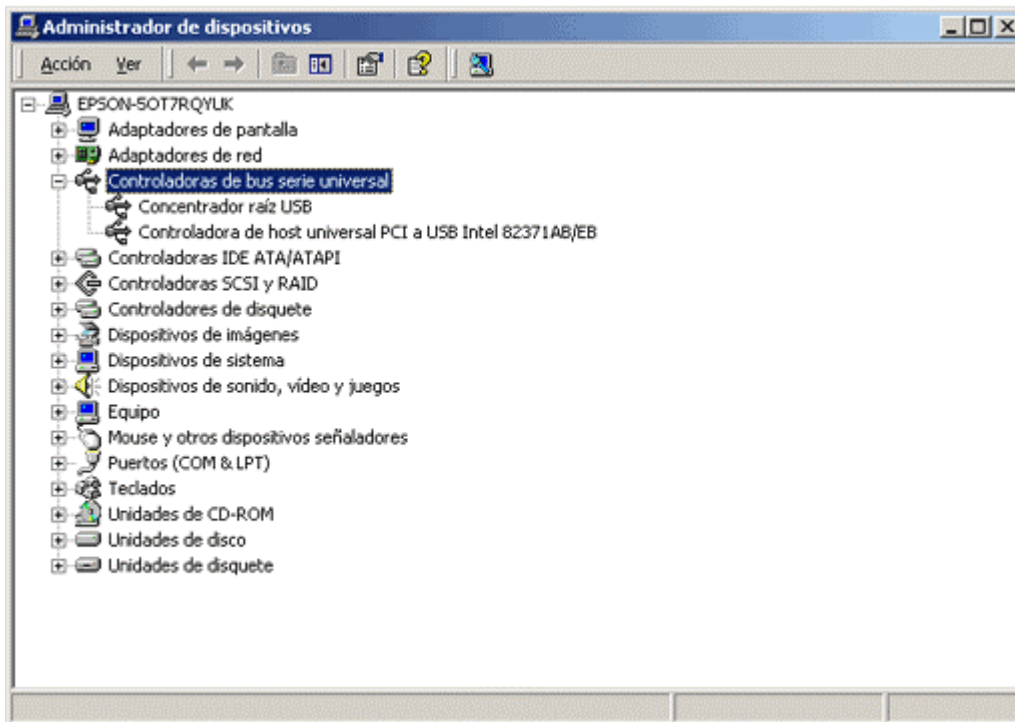 Administrador de dispositivos
Acción Ver
EPSON-5OT7RQYUK
Adaptadores de pantalla
Adaptadores de red
Controladoras de bus serie universal
Concentrador raíz USB
Controladora de host universal PCI a USB Intel 82371AB/EB
Controladoras IDE ATA/ATAPI
Controladoras SCSI y RAID
Controladores de disquete
Dispositivos de imágenes
Dispositivos de sistema
Dispositivos de sonido, vídeo y juegos
Equipo
Mouse y otros dispositivos señaladores
Puertos (COM & LPT)
Teclados
Unidades de CD-ROM
Unidades de disco
Unidades de disquete